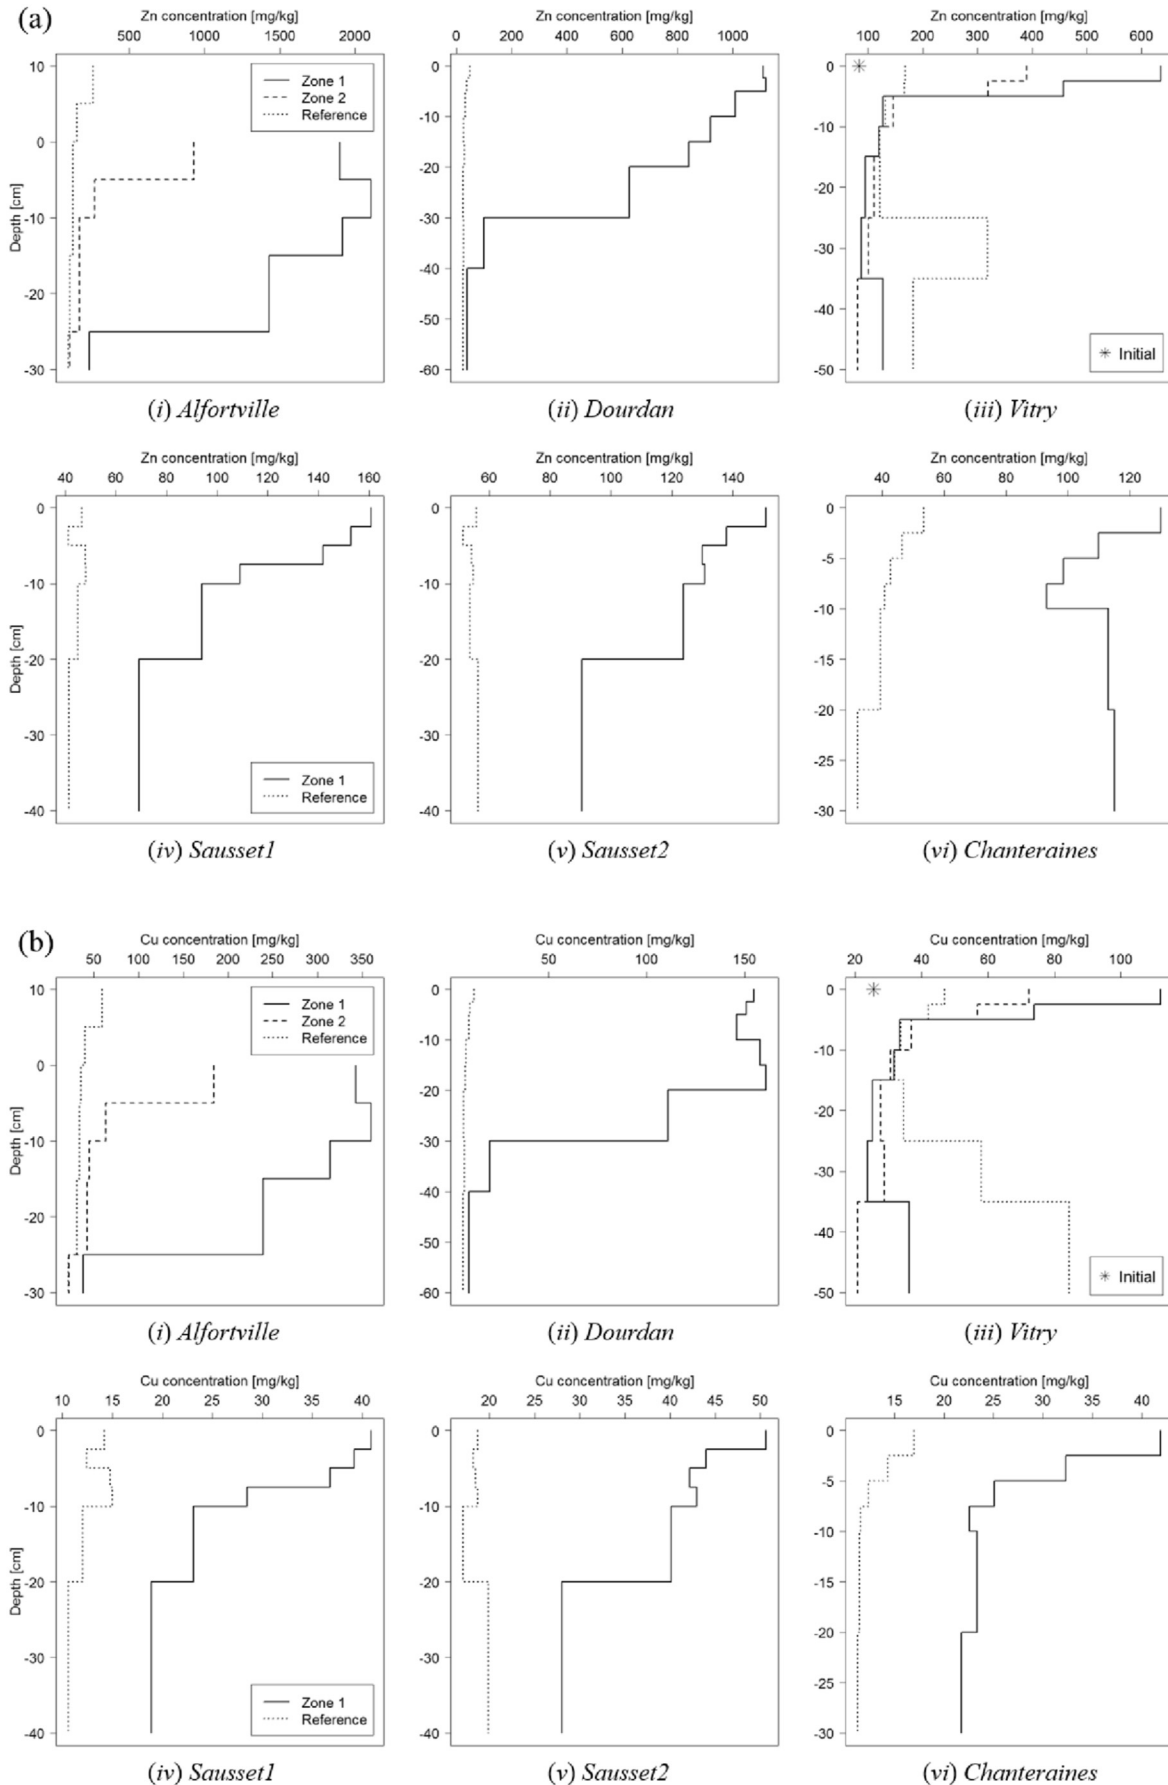 (a)
Zn concentration [mg/kg]
500 1000 1500 2000
10
0
-10
-20
-30
Depth [cm]
Zone 1
Zone 2
Reference
(i) Alfortville
Zn concentration [mg/kg]
0 200 400 600 800 1000
0
-10
-20
-30
-40
-50
-60
(ii) Dourdan
Zn concentration [mg/kg]
100 200 300 400 500 600
0
-10
-20
-30
-40
-50
Initial
(iii) Vitry
Zn concentration [mg/kg]
40 60 80 100 120 140 160
0
-10
-20
-30
-40
Depth [cm]
Zone 1
Reference
(iv) Sausset1
Zn concentration [mg/kg]
60 80 100 120 140
0
-10
-20
-30
-40
(v) Sausset2
Zn concentration [mg/kg]
40 60 80 100 120
0
-5
-10
-15
-20
-25
-30
(vi) Chanteraines
(b)
Cu concentration [mg/kg]
50 100 150 200 250 300 350
10
0
-10
-20
-30
Depth [cm]
Zone 1
Zone 2
Reference
(i) Alfortville
Cu concentration [mg/kg]
50 100 150
0
-10
-20
-30
-40
-50
-60
(ii) Dourdan
Cu concentration [mg/kg]
20 40 60 80 100
0
-10
-20
-30
-40
-50
Initial
(iii) Vitry
Cu concentration [mg/kg]
10 15 20 25 30 35 40
0
-10
-20
-30
-40
Depth [cm]
Zone 1
Reference
(iv) Sausset1
Cu concentration [mg/kg]
20 25 30 35 40 45 50
0
-10
-20
-30
-40
(v) Sausset2
Cu concentration [mg/kg]
15 20 25 30 35 40
0
-5
-10
-15
-20
-25
-30
(vi) Chanteraines